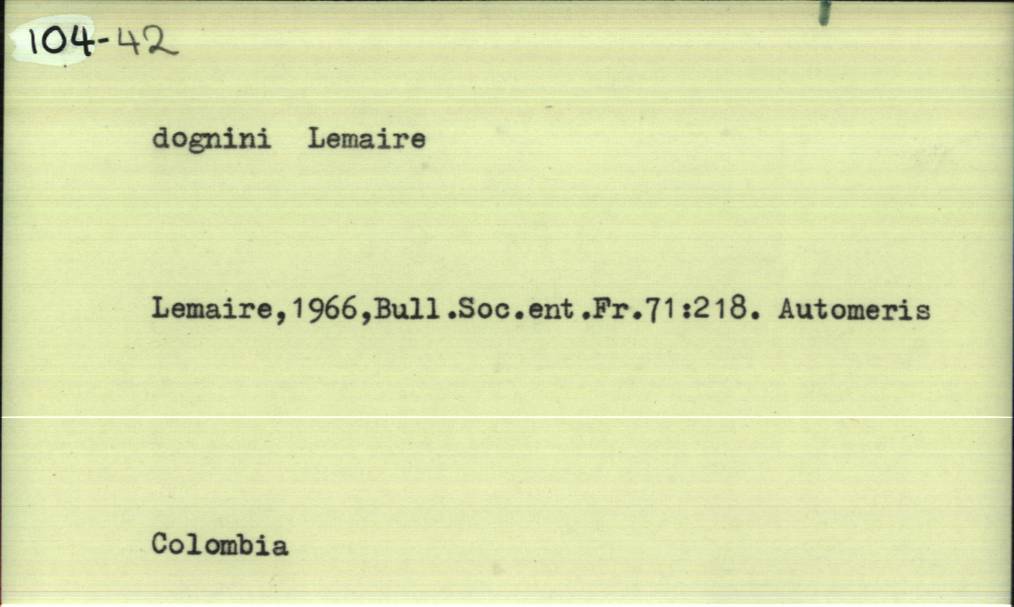 104-42
dognini Lemaire
Lemaire,1966,Bull.Soc.ent.Fr.71:218. Automeris
Colombia